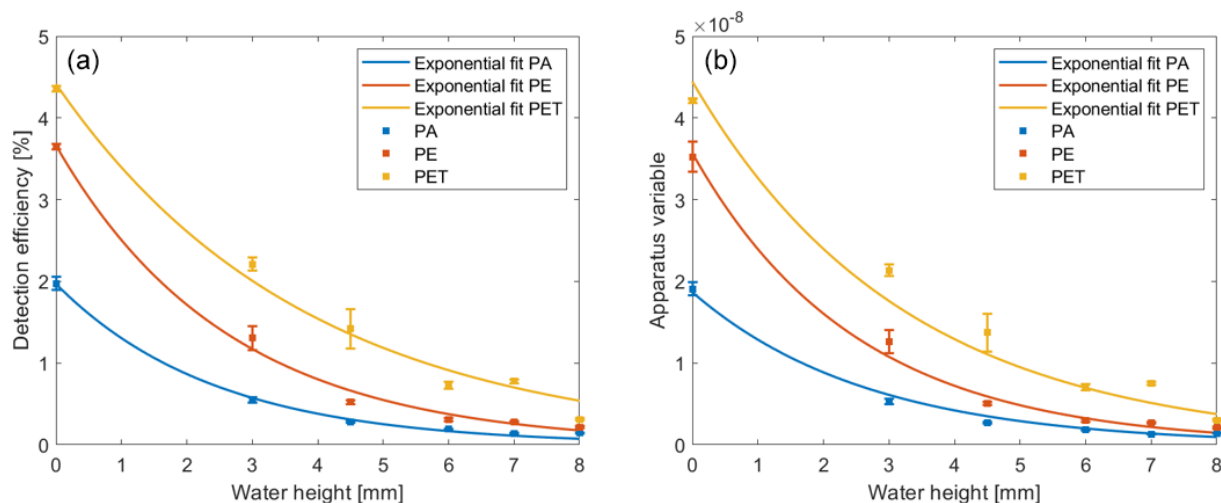 (a)
5
4
3
2
1
0
Detection efficiency [%]
0 1 2 3 4 5 6 7 8
Water height [mm]
Exponential fit PA
Exponential fit PE
Exponential fit PET
PA
PE
PET
×10⁻⁸
(b)
5
4
3
2
1
0
Apparatus variable
0 1 2 3 4 5 6 7 8
Water height [mm]
Exponential fit PA
Exponential fit PE
Exponential fit PET
PA
PE
PET